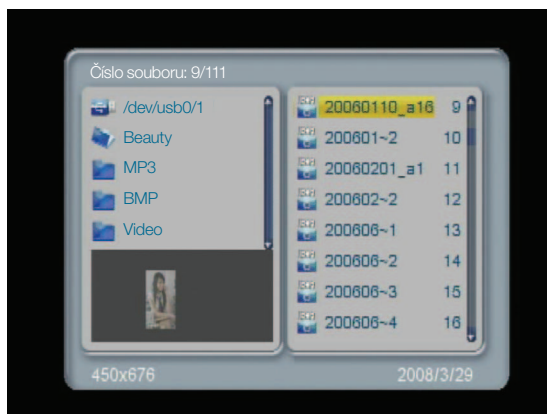 Číslo souboru: 9/111
/dev/usb0/1
Beauty
MP3
BMP
Video
20060110_a16 9
200601~2 10
20060201_a1 11
200602~2 12
200606~1 13
200606~2 14
200606~3 15
200606~4 16
450x676
2008/3/29